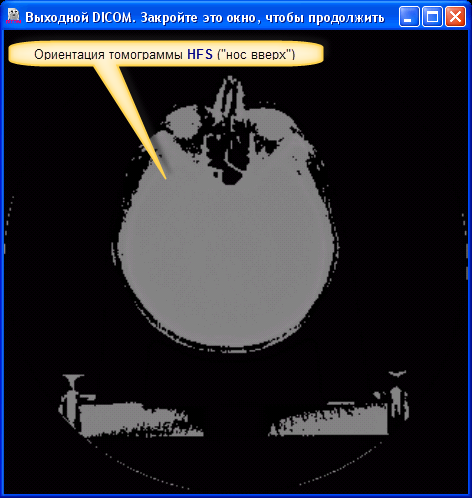 Выходной DICOM. Закройте это окно, чтобы продолжить
Ориентация томограммы HFS ("нос вверх")